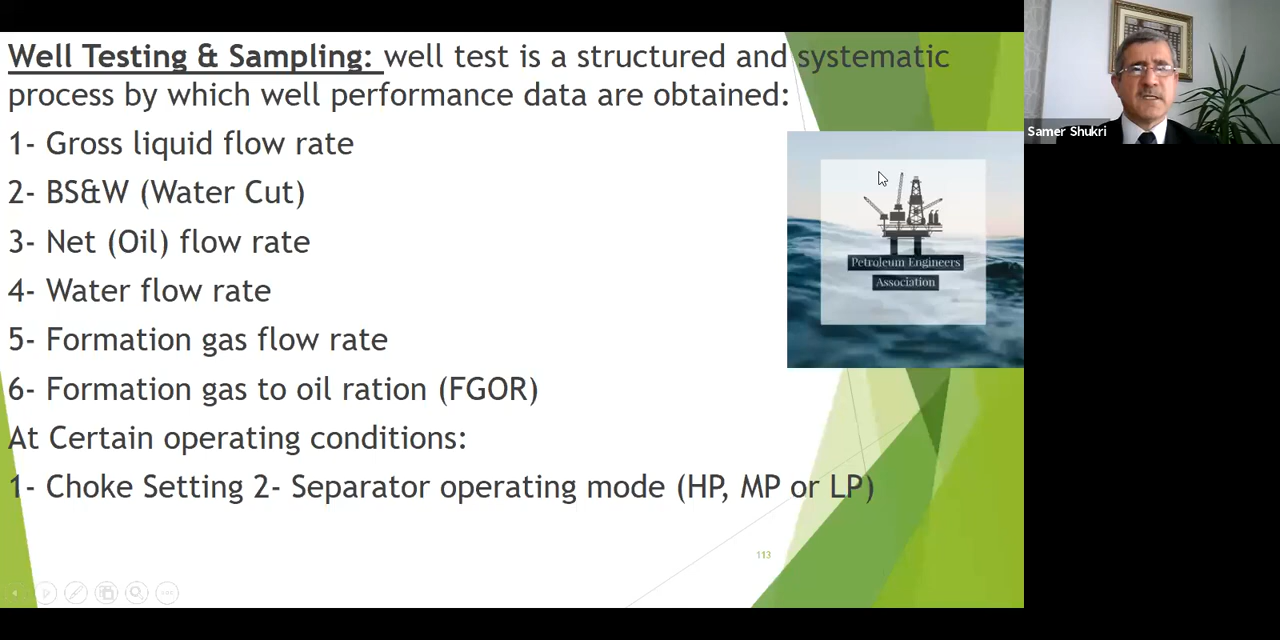 Well Testing & Sampling: well test is a structured and systematic
process by which well performance data are obtained:
1- Gross liquid flow rate
2- BS&W (Water Cut)
3- Net (Oil) flow rate
4- Water flow rate
5- Formation gas flow rate
6- Formation gas to oil ration (FGOR)
At Certain operating conditions:
1- Choke Setting 2- Separator operating mode (HP, MP or LP)
Petroleum Engineers
Association
113
Samer Shukri